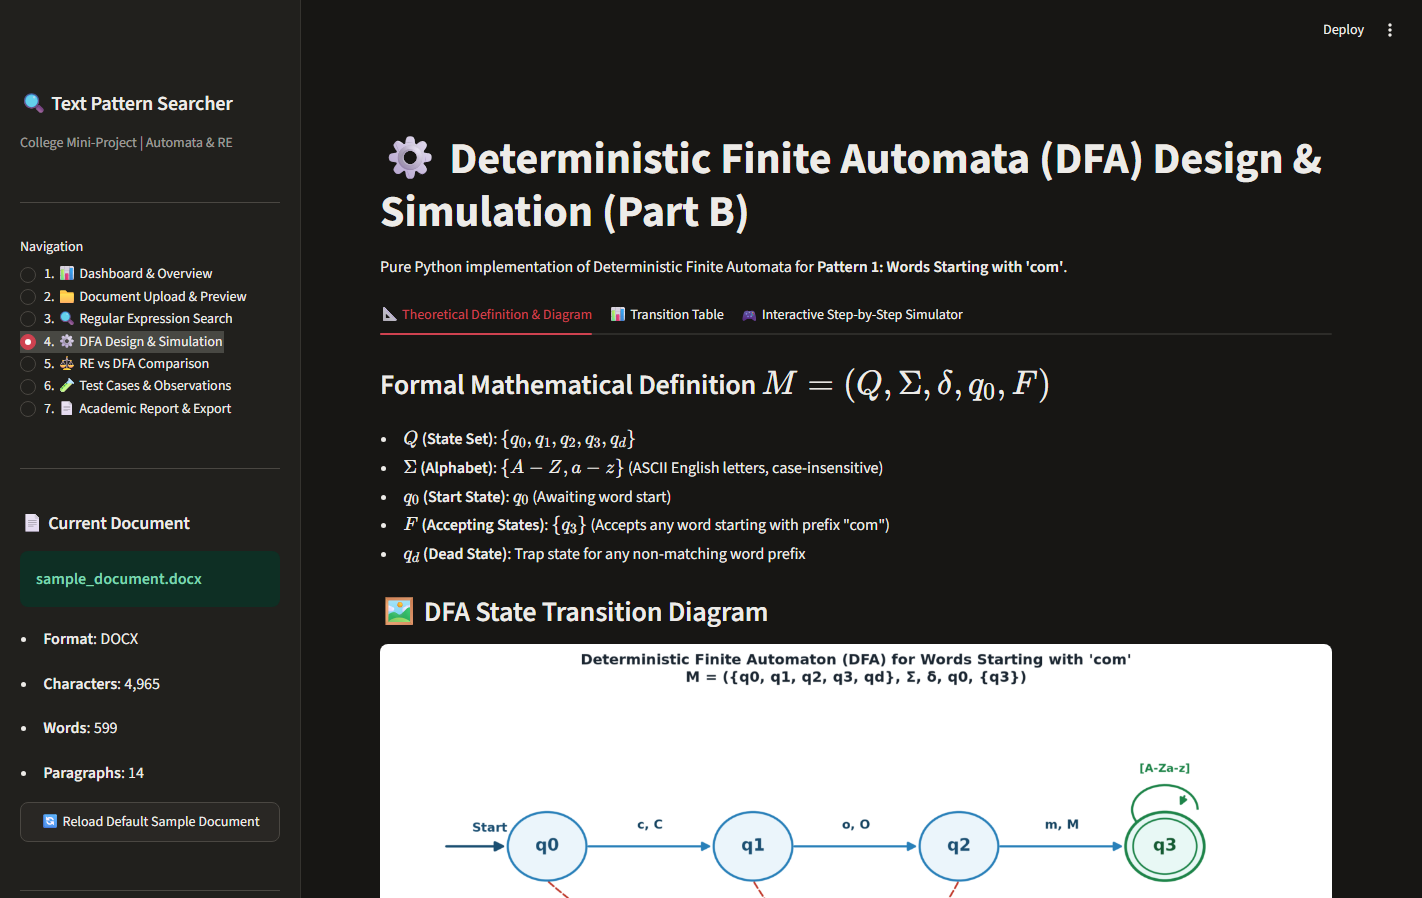 Deploy
🔍 Text Pattern Searcher
College Mini-Project | Automata & RE
Navigation
1. 📊 Dashboard & Overview
2. 📁 Document Upload & Preview
3. 🔍 Regular Expression Search
4. ⚙️ DFA Design & Simulation
5. ⚖️ RE vs DFA Comparison
6. 🧪 Test Cases & Observations
7. 📄 Academic Report & Export
📄 Current Document
sample_document.docx
• Format: DOCX
• Characters: 4,965
• Words: 599
• Paragraphs: 14
🔄 Reload Default Sample Document
⚙️ Deterministic Finite Automata (DFA) Design &
Simulation (Part B)
Pure Python implementation of Deterministic Finite Automata for Pattern 1: Words Starting with 'com'.
📐 Theoretical Definition & Diagram
📊 Transition Table
🎮 Interactive Step-by-Step Simulator
Formal Mathematical Definition M = (Q, Σ, δ, q₀, F)
• Q (State Set): {q₀, q₁, q₂, q₃, q_d}
• Σ (Alphabet): {A − Z, a − z} (ASCII English letters, case-insensitive)
• q₀ (Start State): q₀ (Awaiting word start)
• F (Accepting States): {q₃} (Accepts any word starting with prefix "com")
• q_d (Dead State): Trap state for any non-matching word prefix
🖼️ DFA State Transition Diagram
Deterministic Finite Automaton (DFA) for Words Starting with 'com'
M = ({q0, q1, q2, q3, qd}, Σ, δ, q0, {q3})
[A-Za-z]
Start
c, C
o, O
m, M
q0
q1
q2
q3